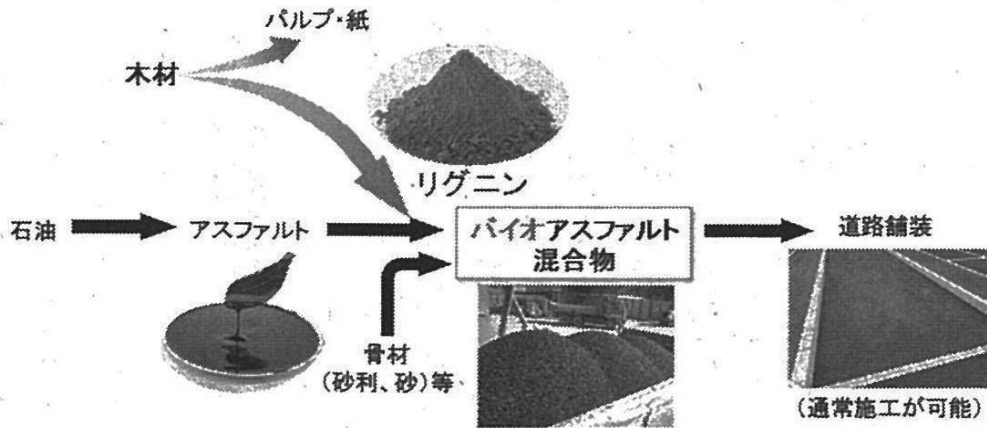 パルプ・紙
木材
リグニン
石油
アスファルト
バイオアスファルト
混合物
道路舗装
骨材
(砂利、砂)等
(通常施工が可能)